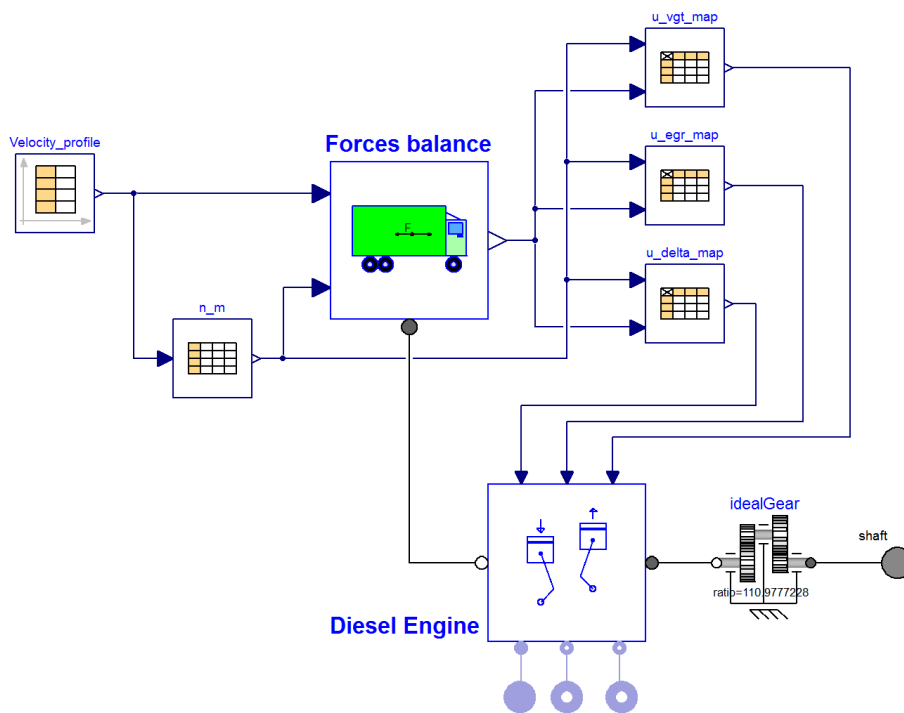 u_vgt_map
Velocity_profile
Forces balance
u_egr_map
F
u_delta_map
n_m
idealGear
shaft
ratio=110.9777228
Diesel Engine